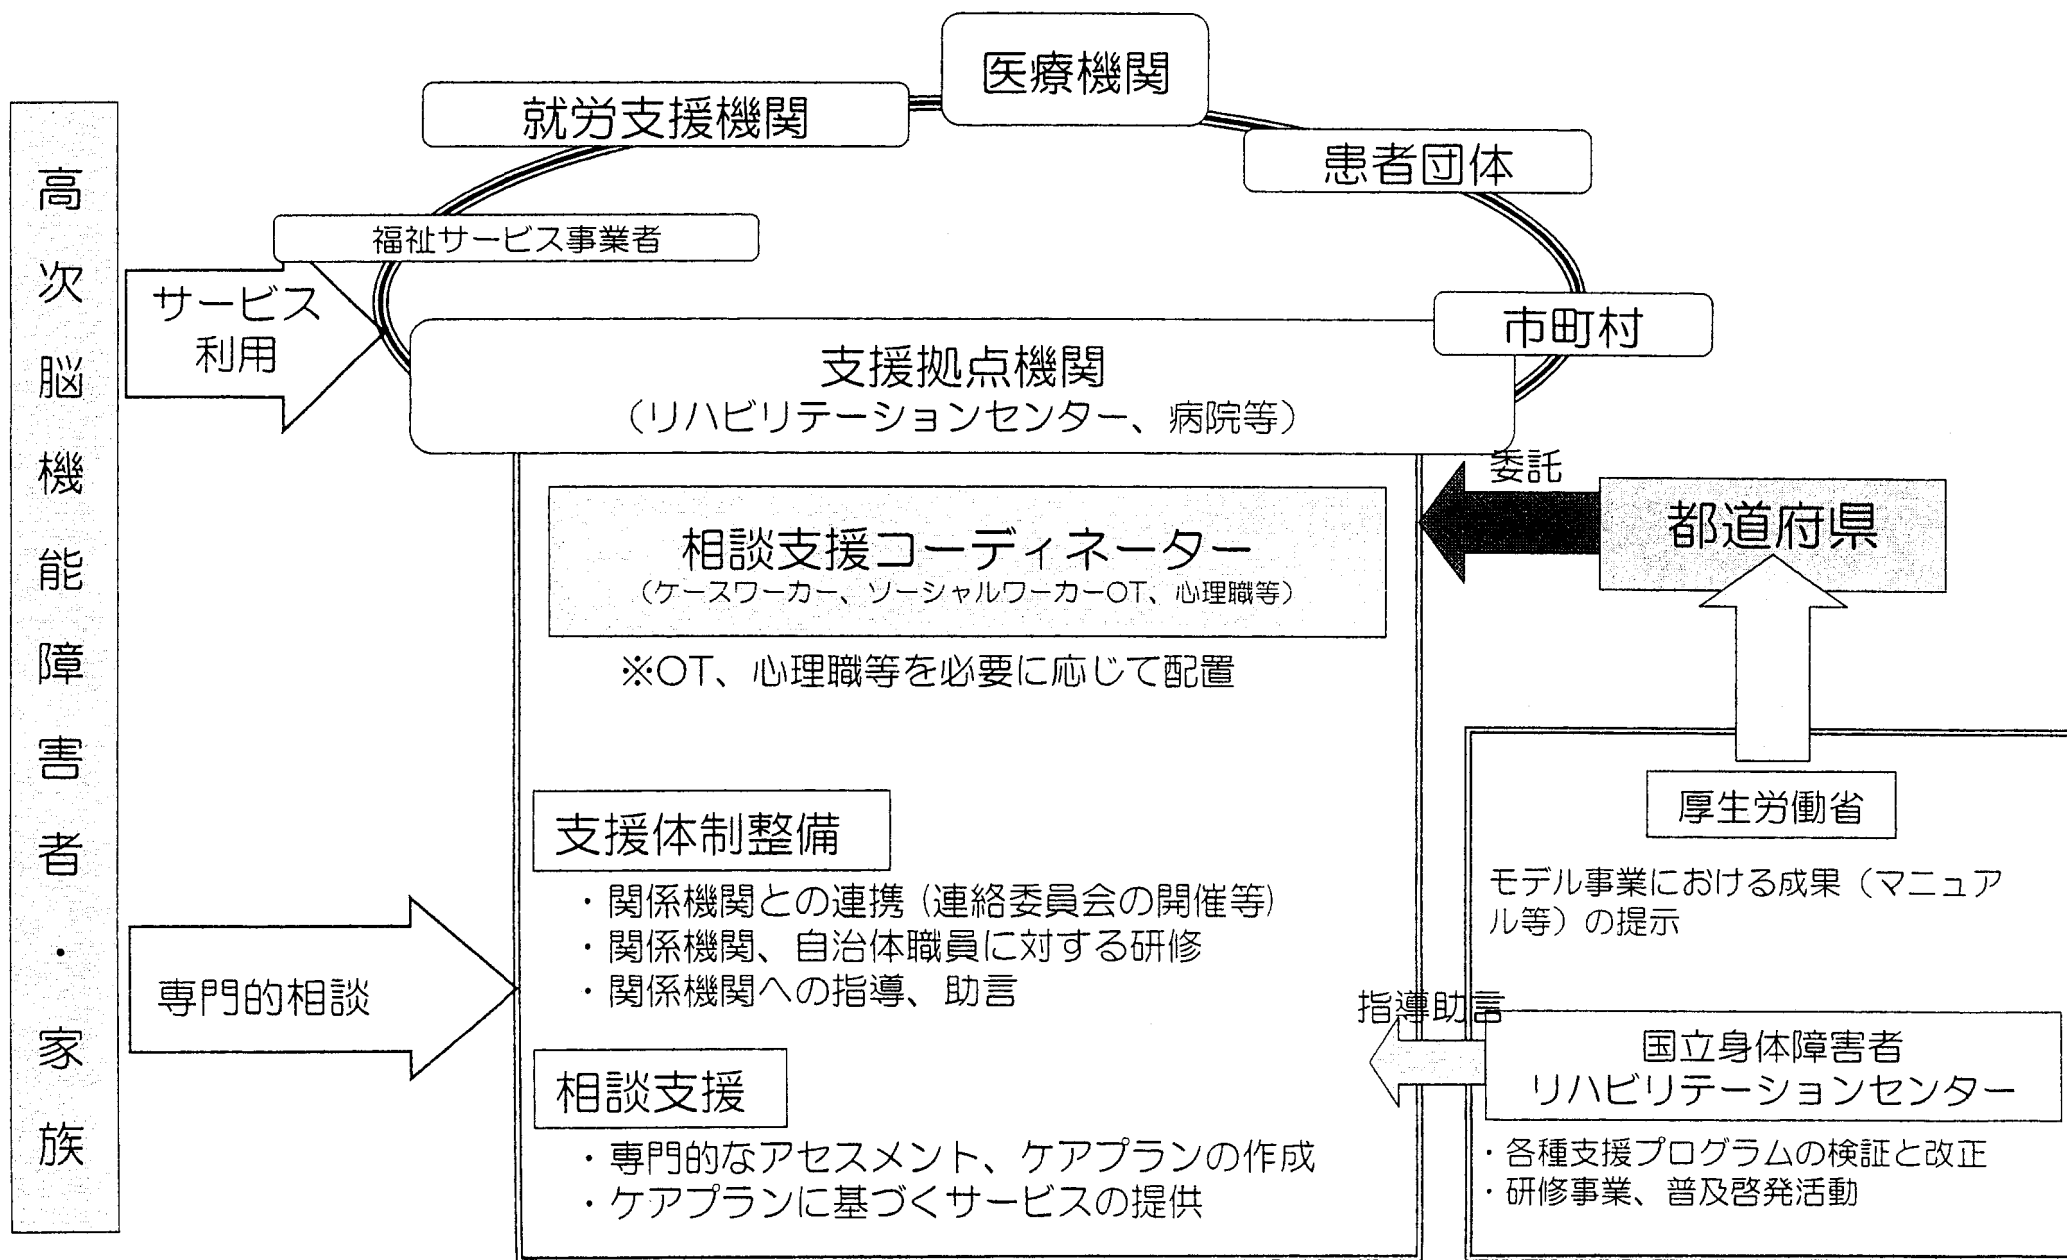 医療機関
就労支援機関
患者団体
福祉サービス事業者
市町村
高次脳機能障害者・家族
サービス
利用
支援拠点機関
（リハビリテーションセンター、病院等）
委託
都道府県
相談支援コーディネーター
（ケースワーカー、ソーシャルワーカーOT、心理職等）
※OT、心理職等を必要に応じて配置
支援体制整備
・関係機関との連携（連絡委員会の開催等）
・関係機関、自治体職員に対する研修
・関係機関への指導、助言
専門的相談
相談支援
・専門的なアセスメント、ケアプランの作成
・ケアプランに基づくサービスの提供
厚生労働省
モデル事業における成果（マニュア
ル等）の提示
指導助言
国立身体障害者
リハビリテーションセンター
・各種支援プログラムの検証と改正
・研修事業、普及啓発活動